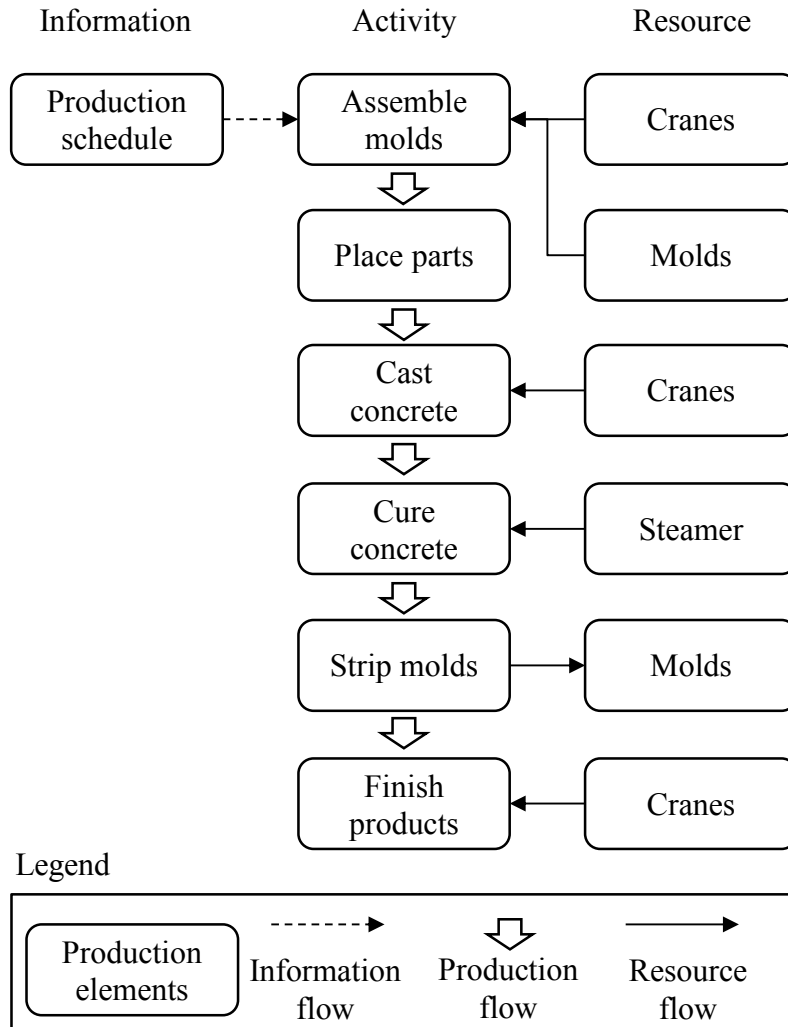 Information Activity Resource
Production
schedule
Assemble
molds
Cranes
Place parts
Molds
Cast
concrete
Cranes
Cure
concrete
Steamer
Strip molds
Molds
Finish
products
Cranes
Legend
Production
elements
Information
flow
Production
flow
Resource
flow